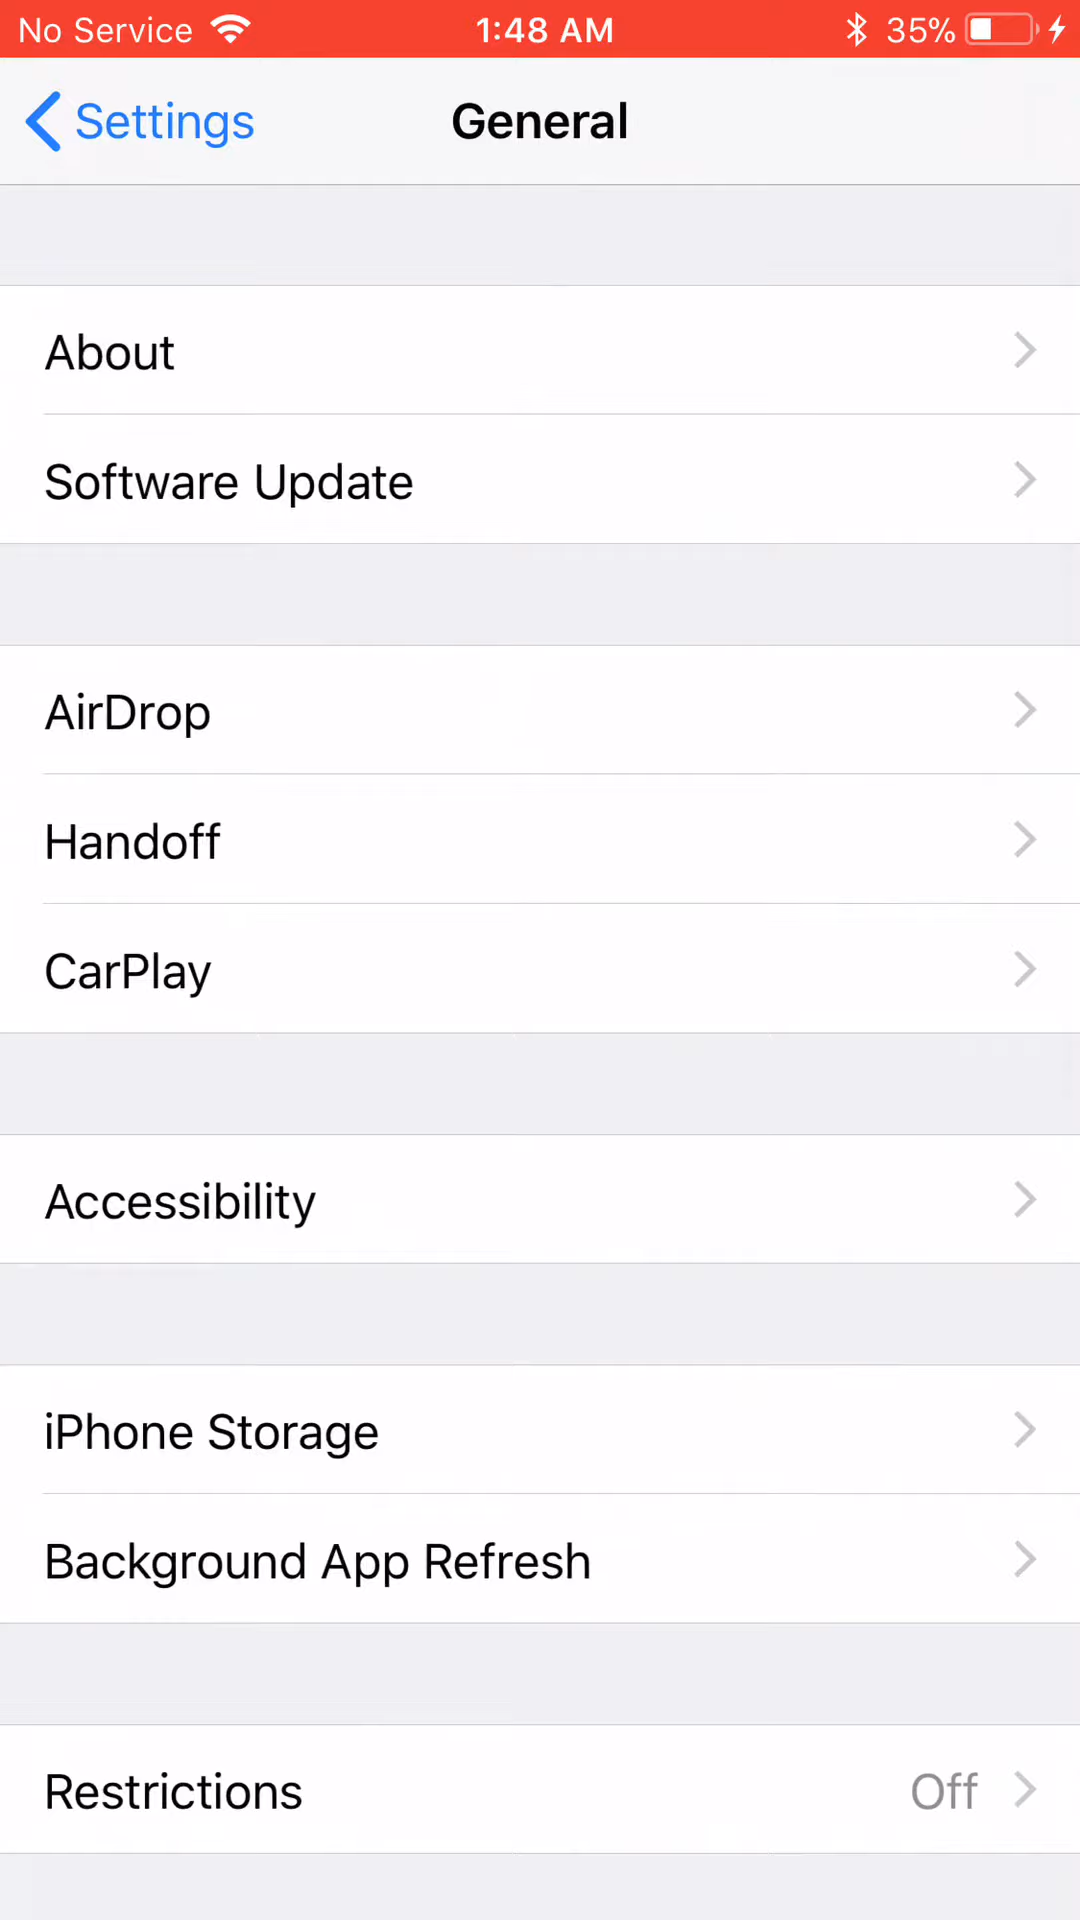 No Service 1:48 AM 35%
Settings General
About
Software Update
AirDrop
Handoff
CarPlay
Accessibility
iPhone Storage
Background App Refresh
Restrictions Off